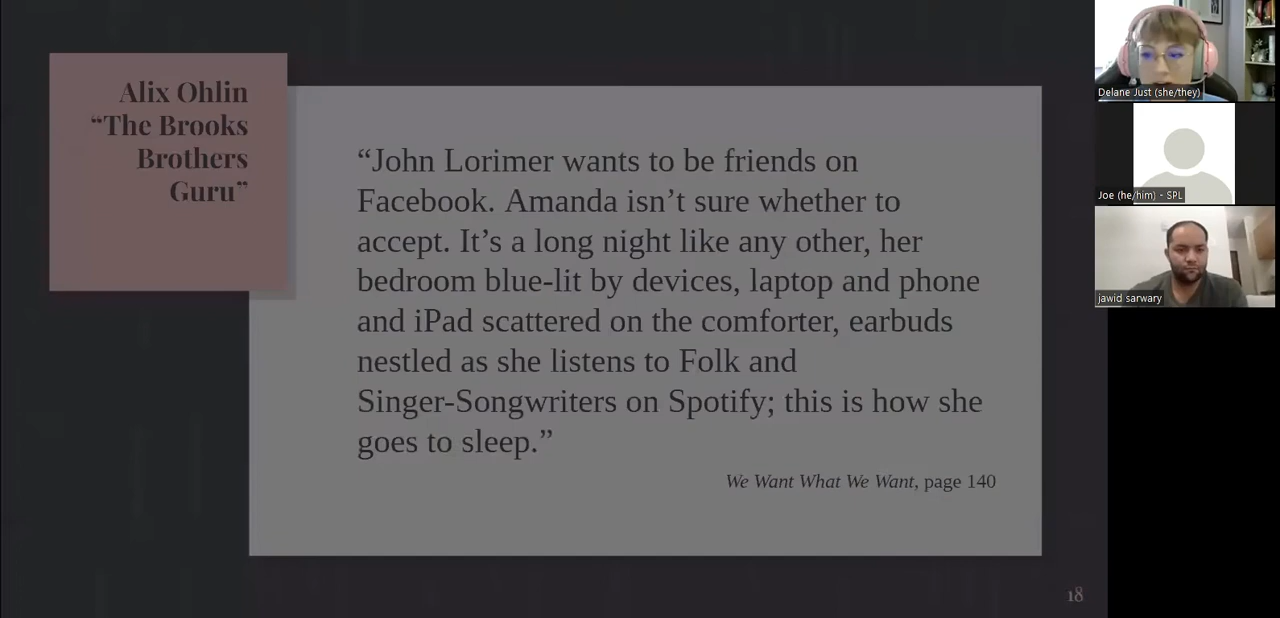 Alix Ohlin
“The Brooks
Brothers
Guru”
“John Lorimer wants to be friends on
Facebook. Amanda isn’t sure whether to
accept. It’s a long night like any other, her
bedroom blue-lit by devices, laptop and phone
and iPad scattered on the comforter, earbuds
nestled as she listens to Folk and
Singer-Songwriters on Spotify; this is how she
goes to sleep.”
We Want What We Want, page 140
18
Delane Just (she/they)
Joe (he/him) - SPL
jawid sarwary